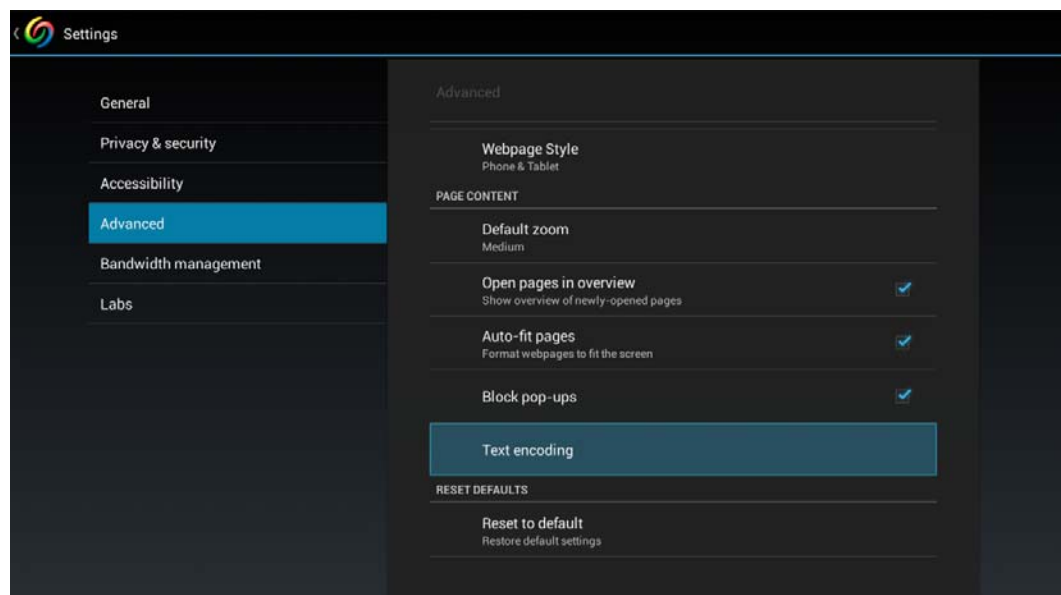 Settings
General
Privacy & security
Accessibility
Advanced
Bandwidth management
Labs
Advanced
Webpage Style
Phone & Tablet
PAGE CONTENT
Default zoom
Medium
Open pages in overview
Show overview of newly-opened pages
Auto-fit pages
Format webpages to fit the screen
Block pop-ups
Text encoding
RESET DEFAULTS
Reset to default
Restore default settings